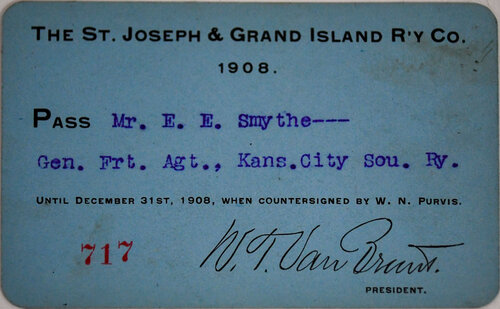 THE ST. JOSEPH & GRAND ISLAND R'Y CO.
1908.
PASS Mr. E. E. Smythe---
Gen. Frt. Agt., Kans.City Sou. Ry.
UNTIL DECEMBER 31ST, 1908, WHEN COUNTERSIGNED BY W. N. PURVIS.
717 W. T. Van Brunt.
PRESIDENT.